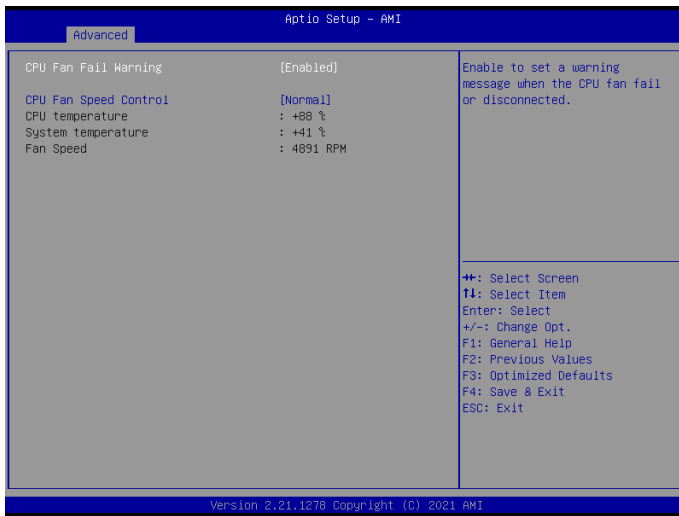 Aptio Setup – AMI
Advanced
CPU Fan Fail Warning [Enabled]
CPU Fan Speed Control [Normal]
CPU temperature : +88 ℃
System temperature : +41 ℃
Fan Speed : 4891 RPM
Enable to set a warning
message when the CPU fan fail
or disconnected.
→←: Select Screen
↑↓: Select Item
Enter: Select
+/-: Change Opt.
F1: General Help
F2: Previous Values
F3: Optimized Defaults
F4: Save & Exit
ESC: Exit
Version 2.21.1278 Copyright (C) 2021 AMI